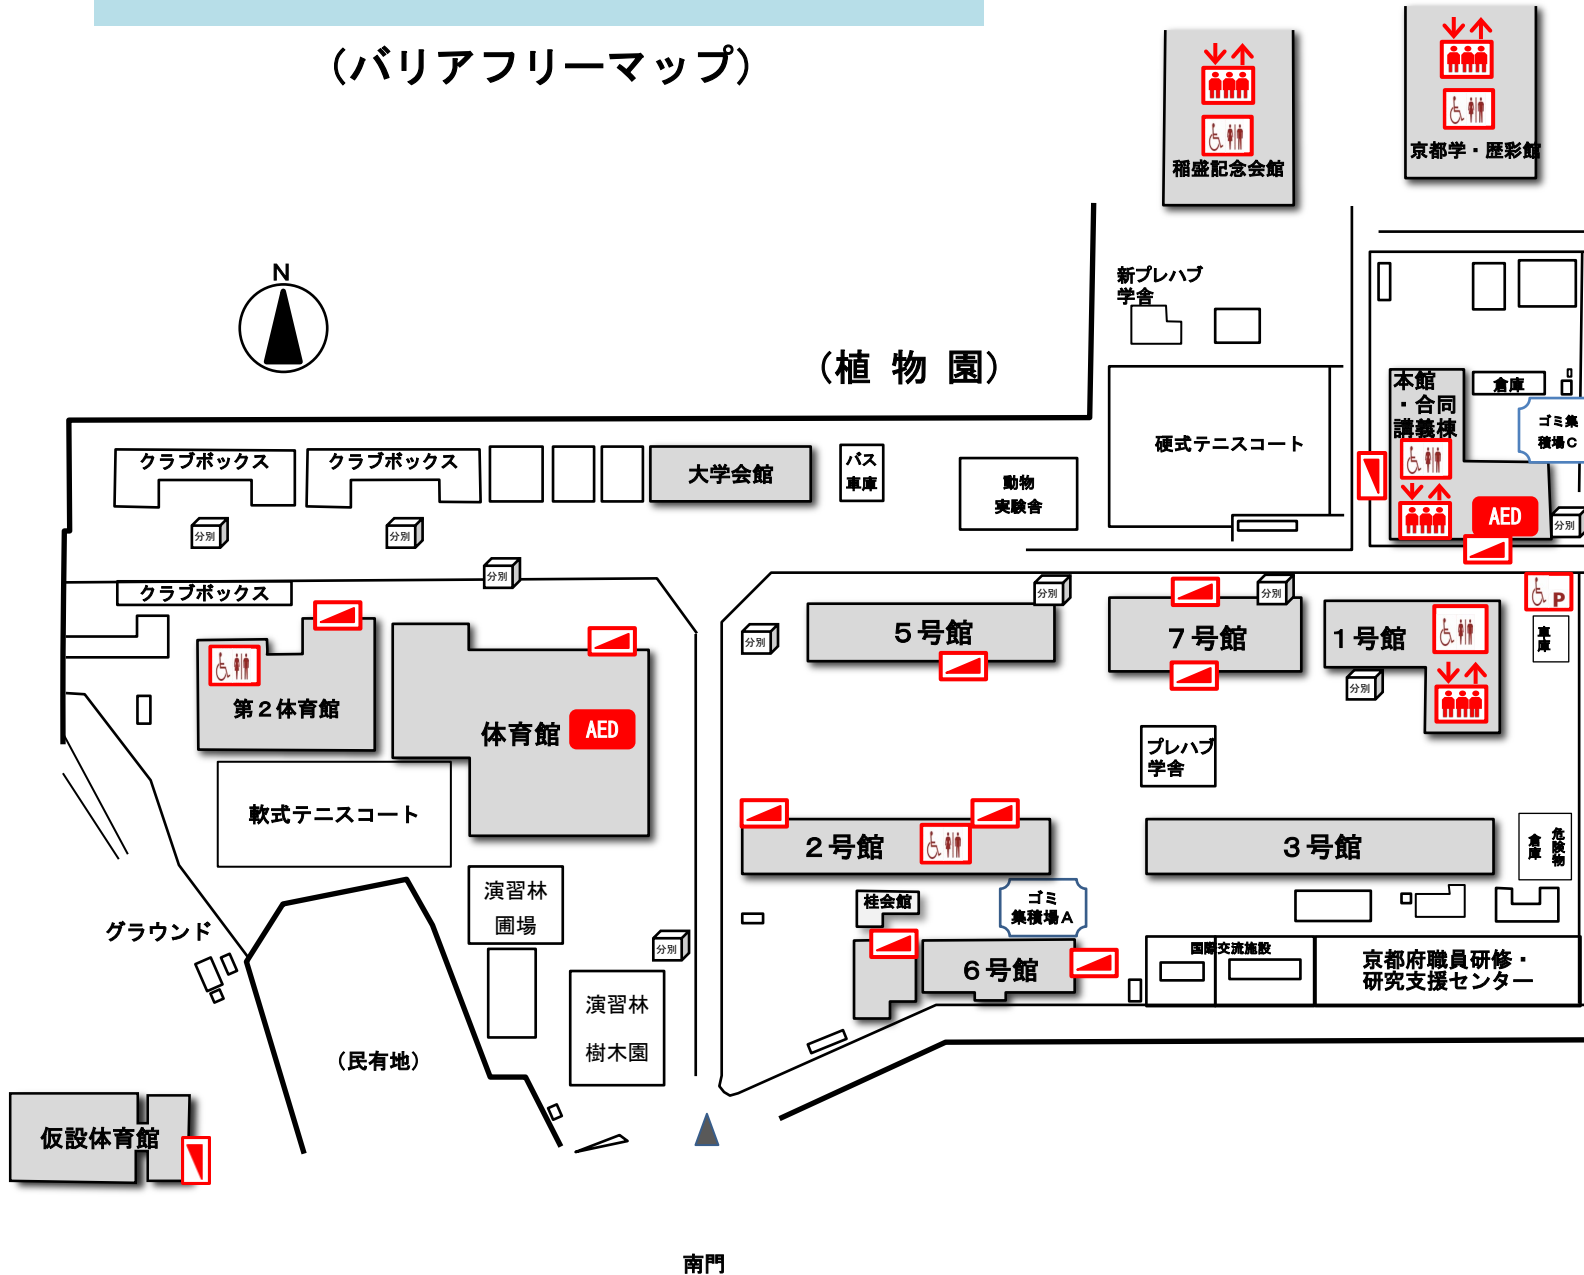 （バリアフリーマップ）
稲盛記念会館
京都学・歴彩館
N
新プレハブ
学舎
（植 物 園）
本館
・合同
講義棟
倉庫
ゴミ集
積場C
硬式テニスコート
クラブボックス
クラブボックス
大学会館
バス
車庫
動物
実験舎
AED
分別
分別
分別
分別
クラブボックス
分別
分別
分別
5号館
7号館
1号館
P
車
庫
分別
第2体育館
体育館
AED
プレハブ
学舎
軟式テニスコート
2号館
3号館
倉庫
危険物
演習林
圃場
桂会館
ゴミ
集積場A
グラウンド
分別
6号館
国際交流施設
京都府職員研修・
研究支援センター
演習林
樹木園
（民有地）
仮設体育館
南門